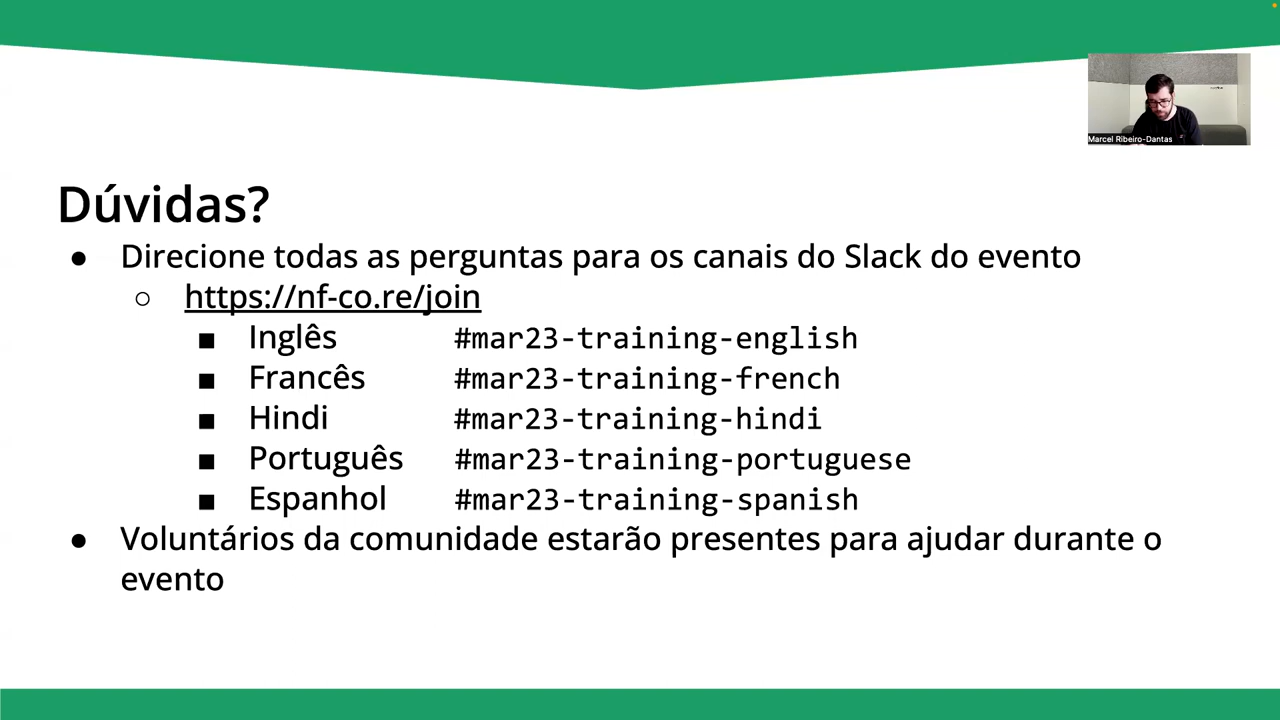 Marcel Ribeiro-Dantas
Dúvidas?
● Direcione todas as perguntas para os canais do Slack do evento
○ https://nf-co.re/join
■ Inglês #mar23-training-english
■ Francês #mar23-training-french
■ Hindi #mar23-training-hindi
■ Português #mar23-training-portuguese
■ Espanhol #mar23-training-spanish
● Voluntários da comunidade estarão presentes para ajudar durante o
evento